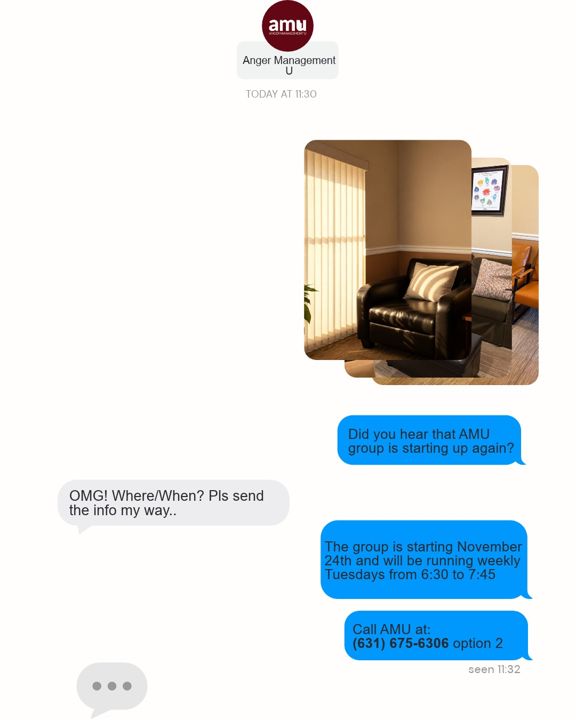 amu
ANGER MANAGEMENT U
Anger Management
U
TODAY AT 11:30
Did you hear that AMU
group is starting up again?
OMG! Where/When? Pls send
the info my way..
The group is starting November
24th and will be running weekly
Tuesdays from 6:30 to 7:45
Call AMU at:
(631) 675-6306 option 2
seen 11:32